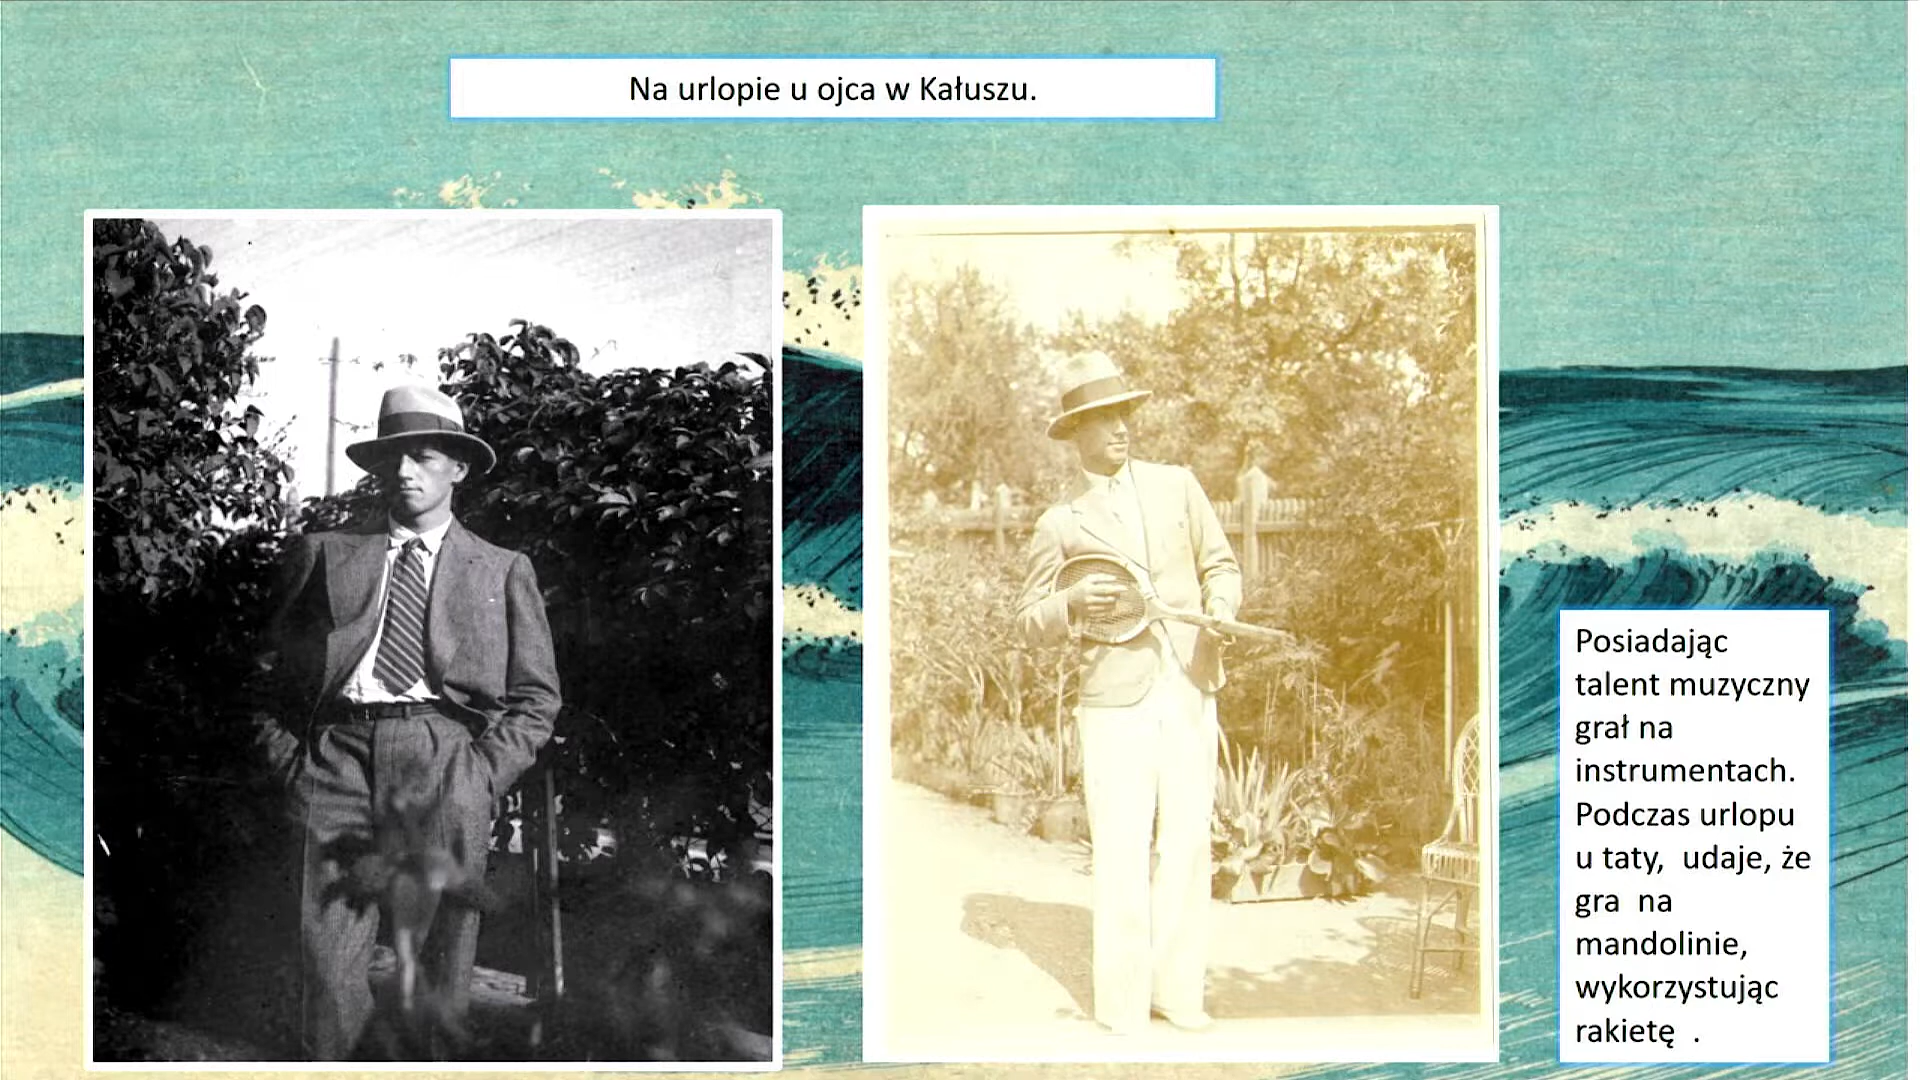 Na urlopie u ojca w Kałuszu.
Posiadając
talent muzyczny
grał na
instrumentach.
Podczas urlopu
u taty,  udaje, że
gra  na
mandolinie,
wykorzystując
rakietę  .